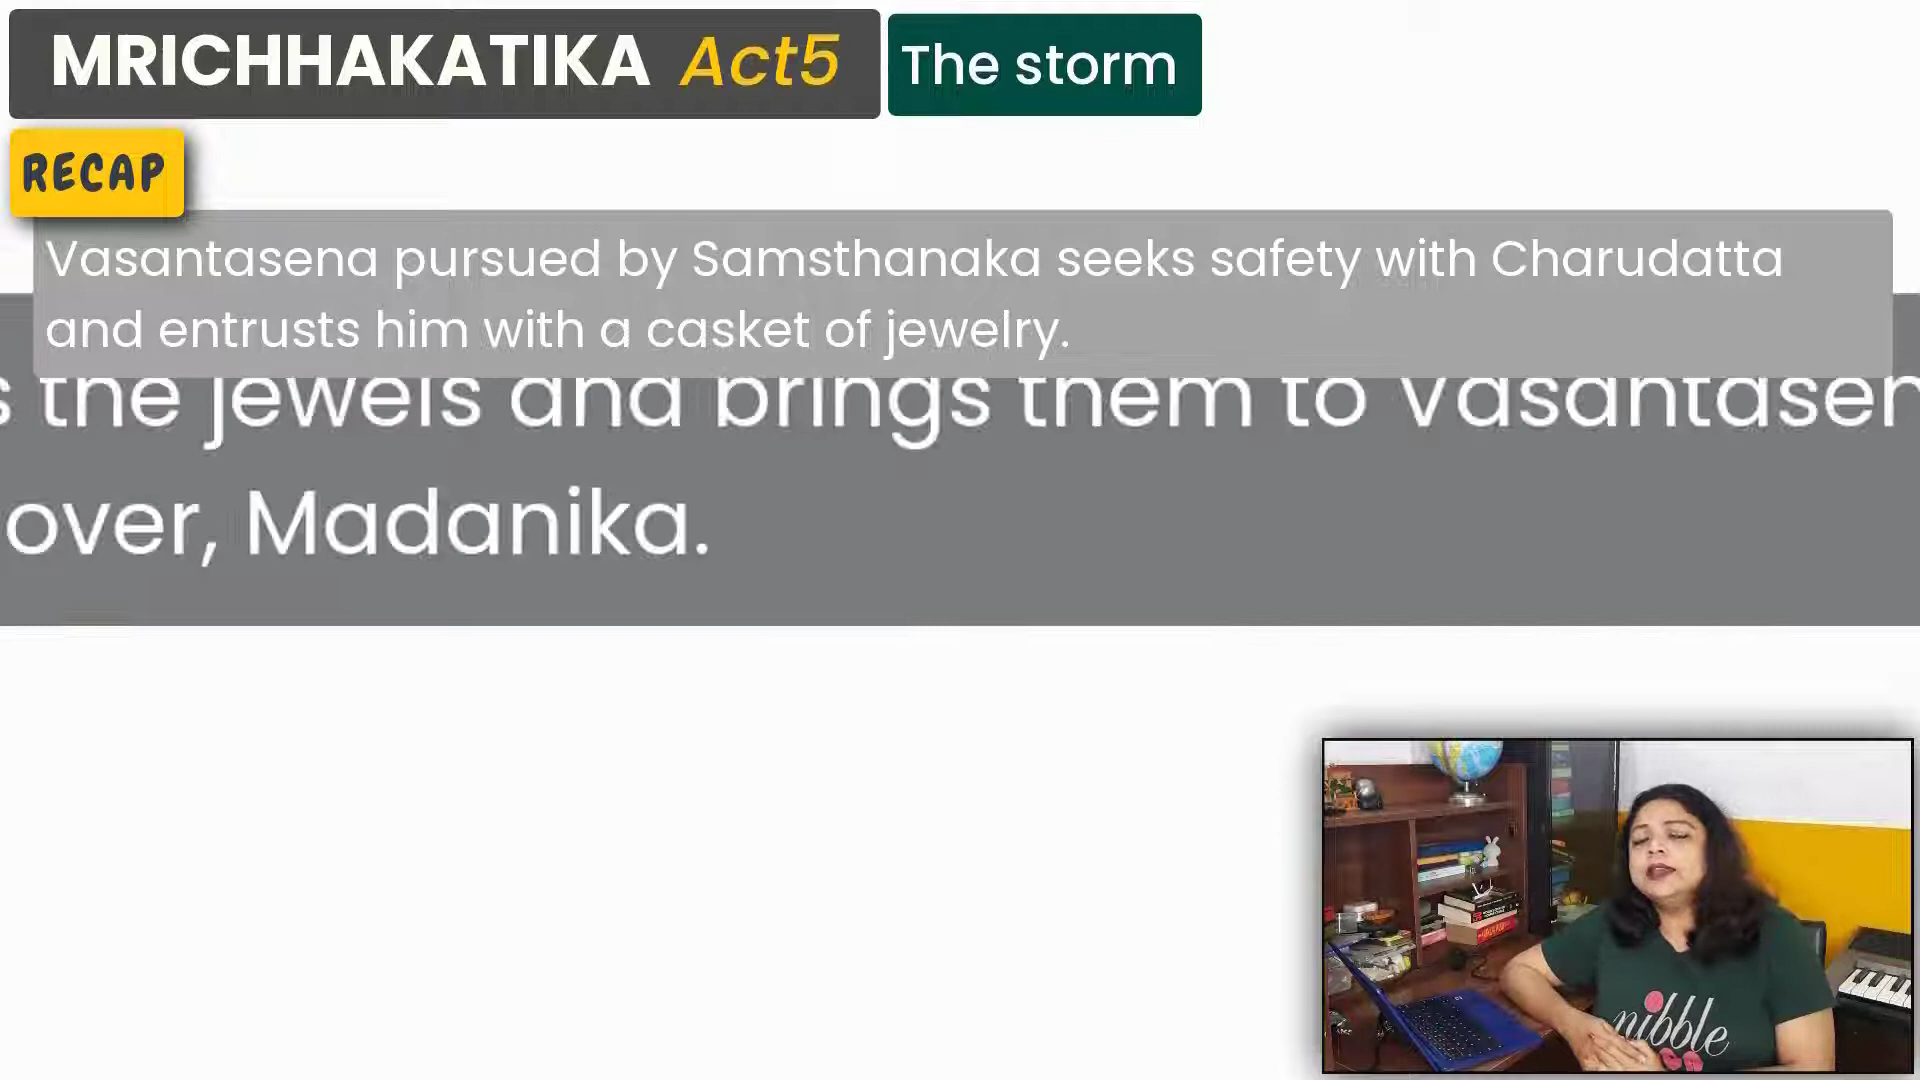 MRICHHAKATIKA Act5
The storm
RECAP
Vasantasena pursued by Samsthanaka seeks safety with Charudatta
and entrusts him with a casket of jewelry.
the jewels and brings them to
over, Madanika.
nibble